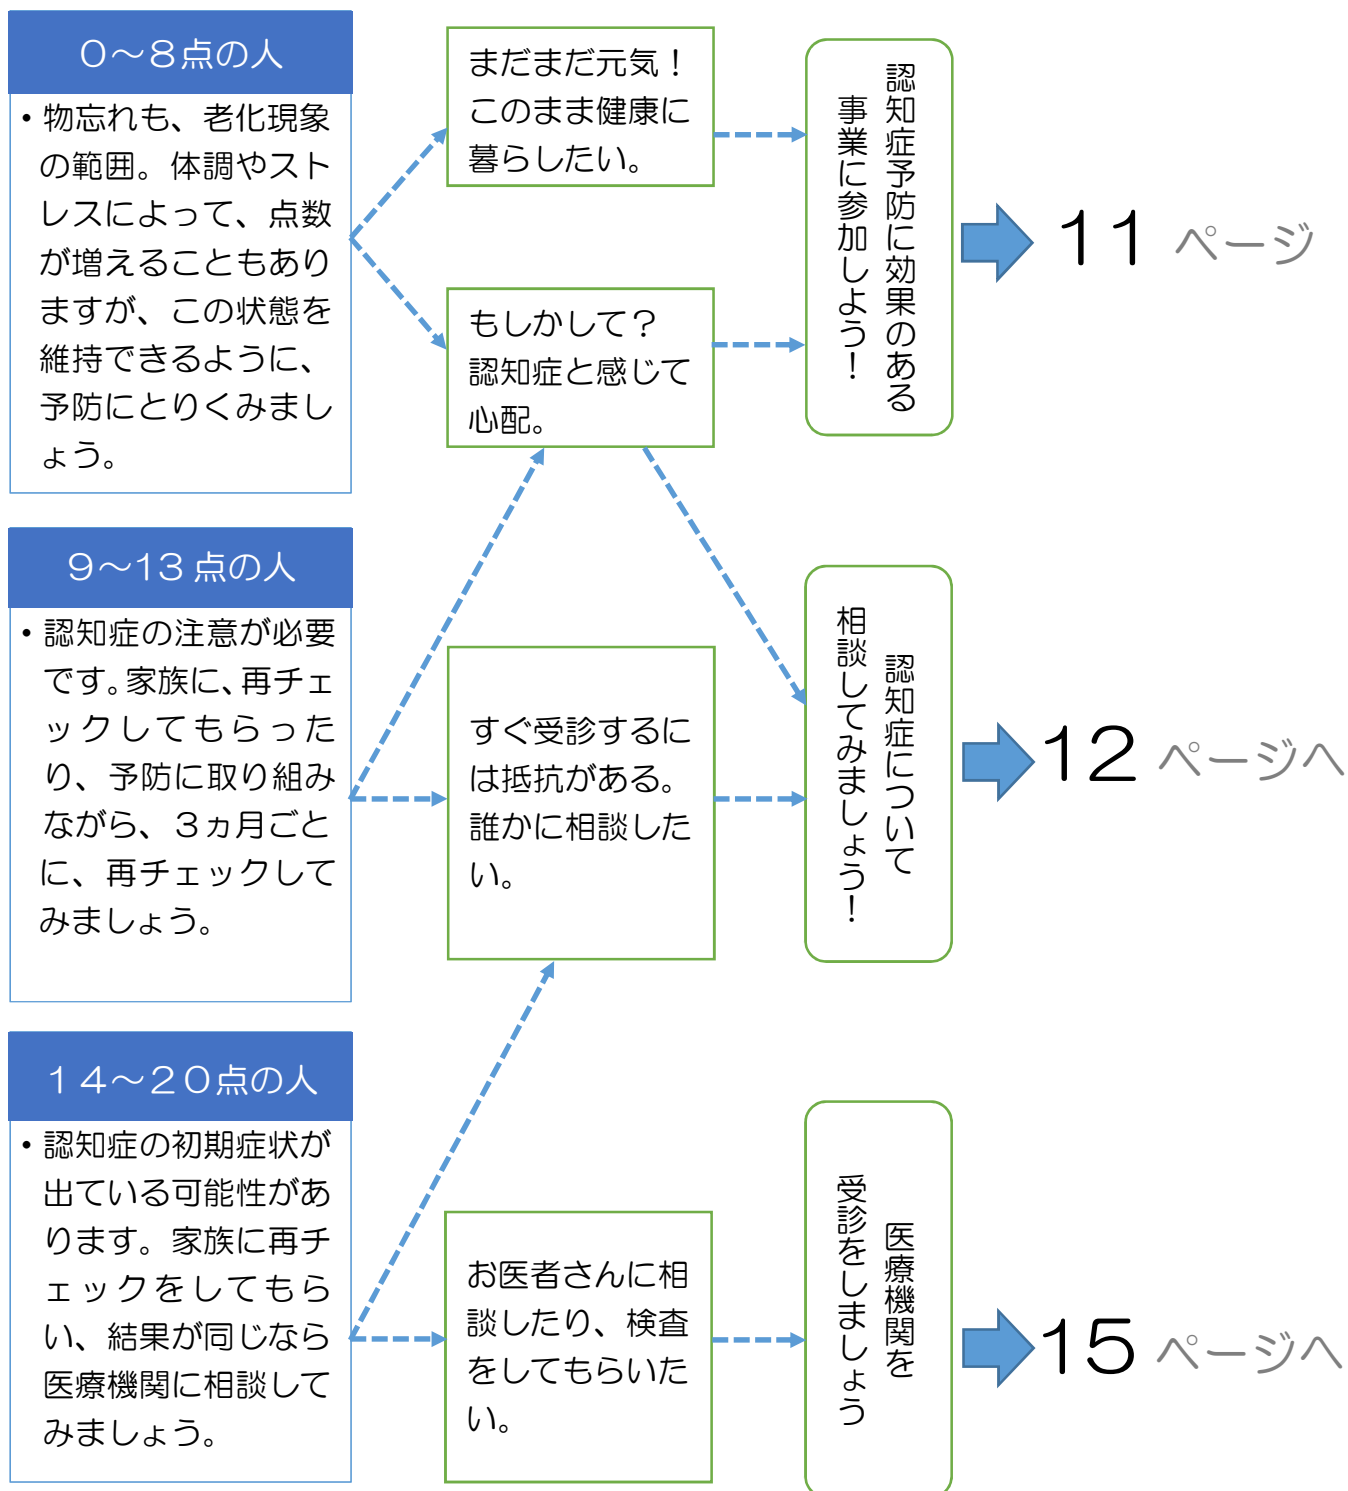 ０～８点の人
・物忘れも、老化現象
の範囲。体調やスト
レスによって、点数
が増えることもあり
ますが、この状態を
維持できるように、
予防にとりくみまし
ょう。
まだまだ元気！
このまま健康に
暮らしたい。
もしかして？
認知症と感じて
心配。
認知症予防に効果のある
事業に参加しよう！
11 ページ
９～13 点の人
・認知症の注意が必要
です。家族に、再チェ
ックしてもらった
り、予防に取り組み
ながら、３ヵ月ごと
に、再チェックして
みましょう。
すぐ受診するに
は抵抗がある。
誰かに相談した
い。
認知症について
相談してみましょう！
12 ページへ
１４～２０点の人
・認知症の初期症状が
出ている可能性があ
ります。家族に再チ
ェックをしてもら
い、結果が同じなら
医療機関に相談して
みましょう。
お医者さんに相
談したり、検査
をしてもらいた
い。
医療機関を
受診をしましょう
15 ページへ